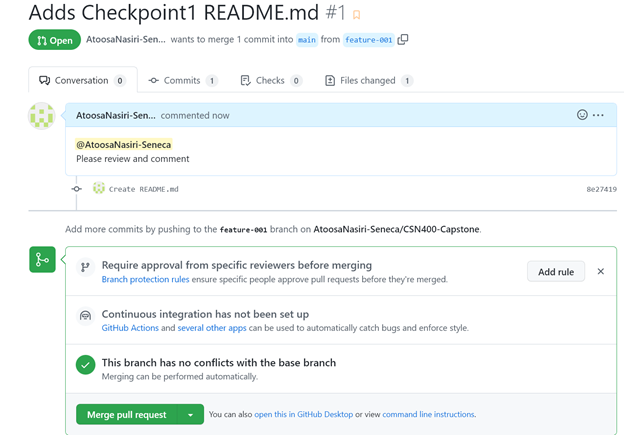 Adds Checkpoint1 README.md #1
Open AtoosaNasiri-Sen... wants to merge 1 commit into main from feature-001
Conversation 0 Commits 1 Checks 0 Files changed 1
AtoosaNasiri-Sen... commented now
@AtoosaNasiri-Seneca
Please review and comment
Create README.md 8e27419
Add more commits by pushing to the feature-001 branch on AtoosaNasiri-Seneca/CSN400-Capstone.
Require approval from specific reviewers before merging
Branch protection rules ensure specific people approve pull requests before they're merged.
Add rule
Continuous integration has not been set up
GitHub Actions and several other apps can be used to automatically catch bugs and enforce style.
This branch has no conflicts with the base branch
Merging can be performed automatically.
Merge pull request You can also open this in GitHub Desktop or view command line instructions.